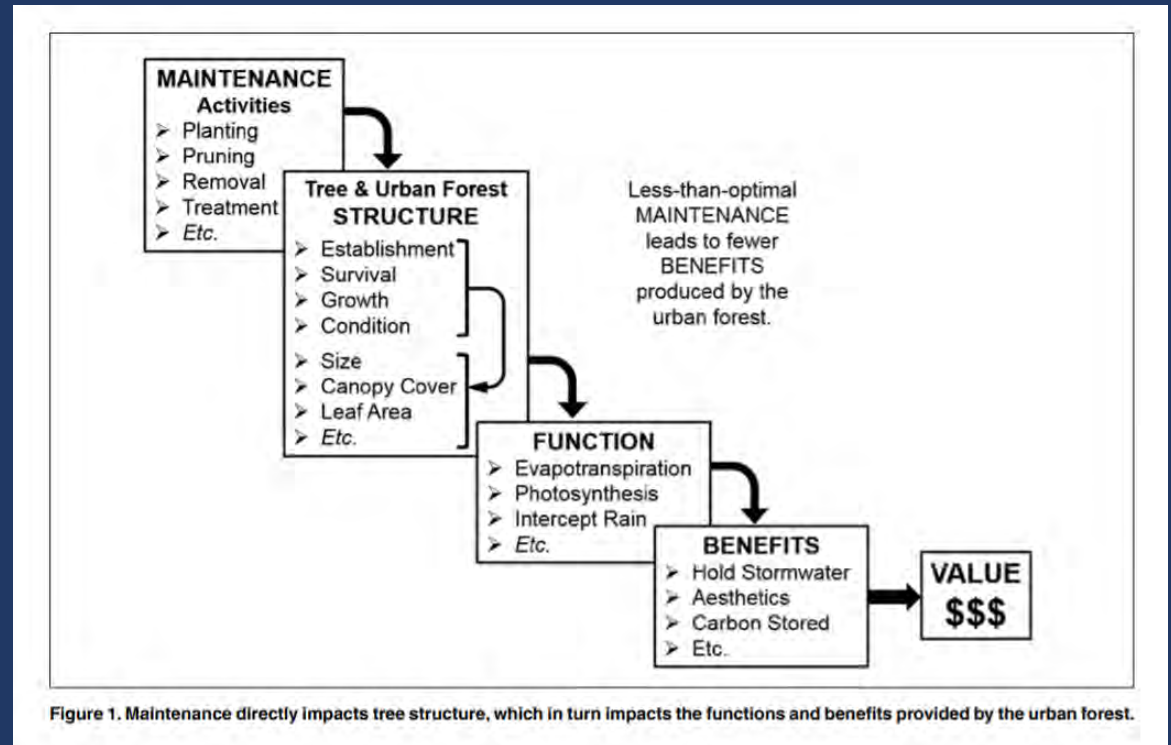 MAINTENANCE
Activities
➢ Planting
➢ Pruning
➢ Removal
➢ Treatment
➢ Etc.
Tree & Urban Forest
STRUCTURE
➢ Establishment
➢ Survival
➢ Growth
➢ Condition
➢ Size
➢ Canopy Cover
➢ Leaf Area
➢ Etc.
Less-than-optimal
MAINTENANCE
leads to fewer
BENEFITS
produced by the
urban forest.
FUNCTION
➢ Evapotranspiration
➢ Photosynthesis
➢ Intercept Rain
➢ Etc.
BENEFITS
➢ Hold Stormwater
➢ Aesthetics
➢ Carbon Stored
➢ Etc.
VALUE
$$$
Figure 1. Maintenance directly impacts tree structure, which in turn impacts the functions and benefits provided by the urban forest.